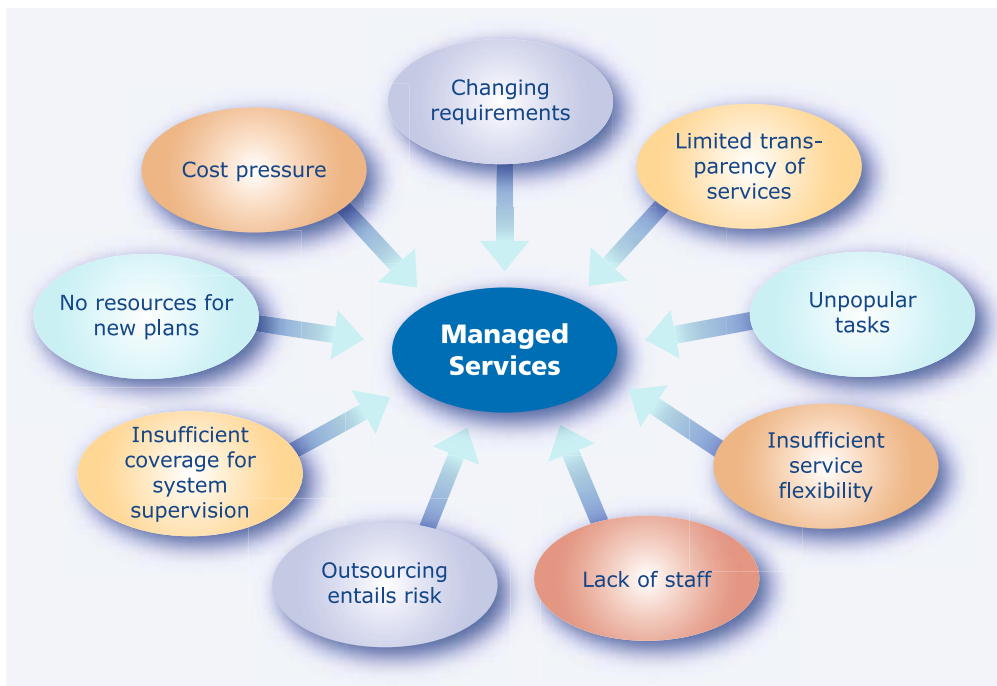 Changing
requirements
Cost pressure
Limited trans-
parency of
services
No resources for
new plans
Unpopular
tasks
Managed
Services
Insufficient
coverage for
system
supervision
Insufficient
service
flexibility
Outsourcing
entails risk
Lack of staff